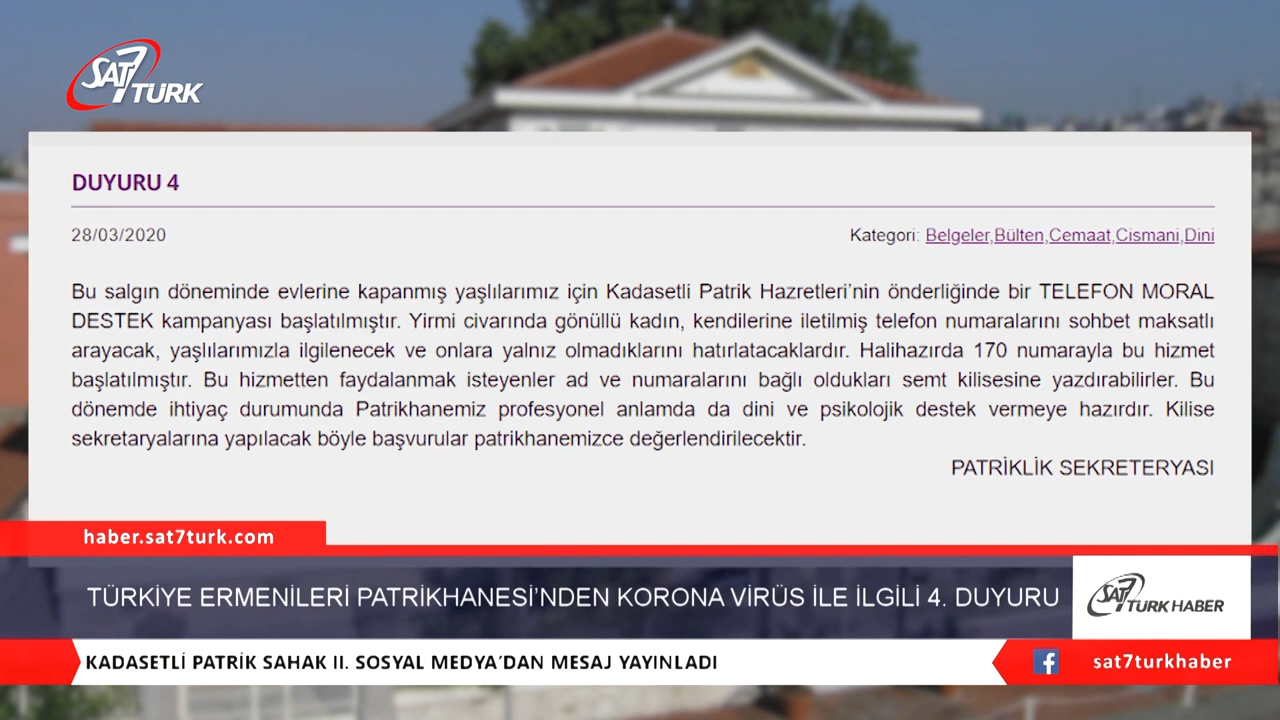 SAT7
TURK
DUYURU 4
28/03/2020
Kategori: Belgeler,Bülten,Cemaat,Cismani,Dini
Bu salgın döneminde evlerine kapanmış yaşlılarımız için Kadasetli Patrik Hazretleri'nin önderliğinde bir TELEFON MORAL
DESTEK kampanyası başlatılmıştır. Yirmi civarında gönüllü kadın, kendilerine iletilmiş telefon numaralarını sohbet maksatlı
arayacak, yaşlılarımızla ilgilenecek ve onlara yalnız olmadıklarını hatırlatacaklardır. Halihazırda 170 numarayla bu hizmet
başlatılmıştır. Bu hizmetten faydalanmak isteyenler ad ve numaralarını bağlı oldukları semt kilisesine yazdırabilirler. Bu
dönemde ihtiyaç durumunda Patrikhanemiz profesyonel anlamda da dini ve psikolojik destek vermeye hazırdır. Kilise
sekretaryalarına yapılacak böyle başvurular patrikhanemizce değerlendirilecektir.
PATRİKLİK SEKRETERYASI
haber.sat7turk.com
TÜRKİYE ERMENİLERİ PATRİKHANESİ'NDEN KORONA VİRÜS İLE İLGİLİ 4. DUYURU
SAT7
TURK HABER
KADASETLİ PATRİK SAHAK II. SOSYAL MEDYA'DAN MESAJ YAYINLADI
f sat7turkhaber